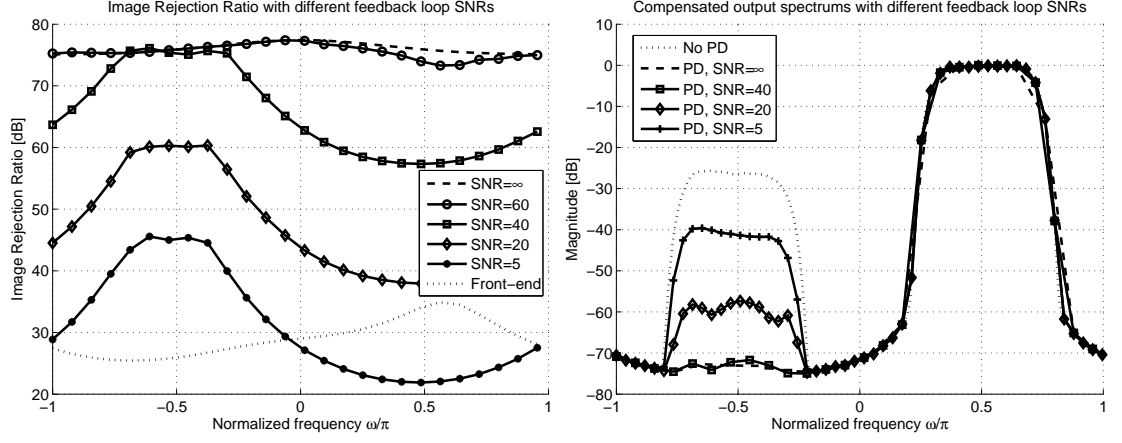 Image Rejection Ratio with different feedback loop SNRs
80
70
60
50
40
30
20
Image Rejection Ratio [dB]
SNR=∞
SNR=60
SNR=40
SNR=20
SNR=5
Front−end
−1
−0.5
0
0.5
1
Normalized frequency ω/π
Compensated output spectrums with different feedback loop SNRs
0
−10
−20
−30
−40
−50
−60
−70
−80
Magnitude [dB]
No PD
PD, SNR=∞
PD, SNR=40
PD, SNR=20
PD, SNR=5
−1
−0.5
0
0.5
1
Normalized frequency ω/π